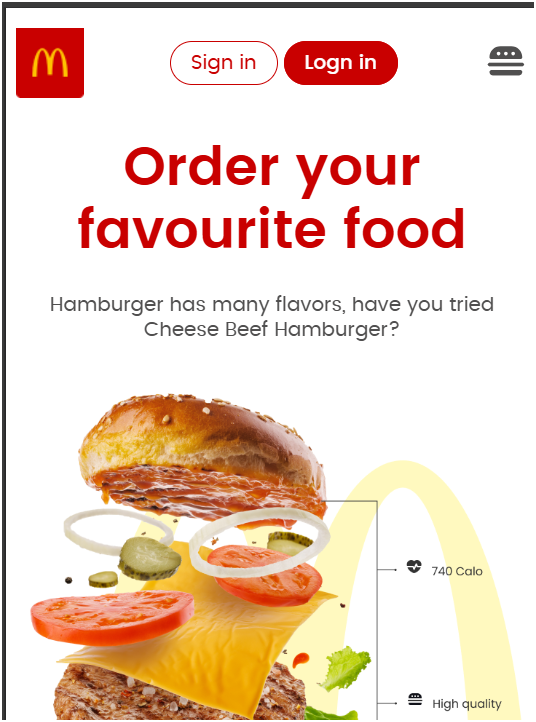 Sign in
Logn in
Order your
favourite food
Hamburger has many flavors, have you tried
Cheese Beef Hamburger?
740 Calo
High quality